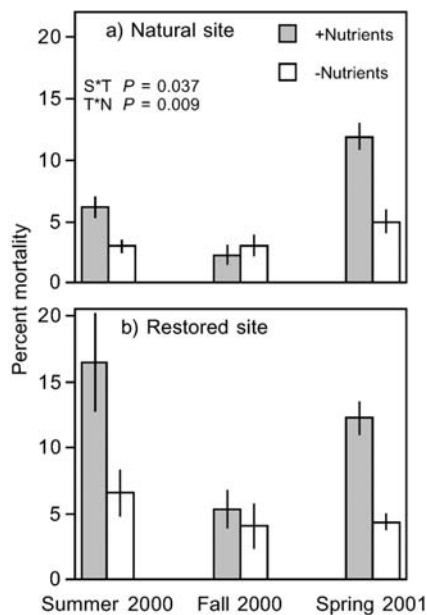 20
a) Natural site
+Nutrients
-Nutrients
S*T P = 0.037
T*N P = 0.009
15
10
5
0
Percent mortality
20
b) Restored site
15
10
5
0
Summer 2000 Fall 2000 Spring 2001